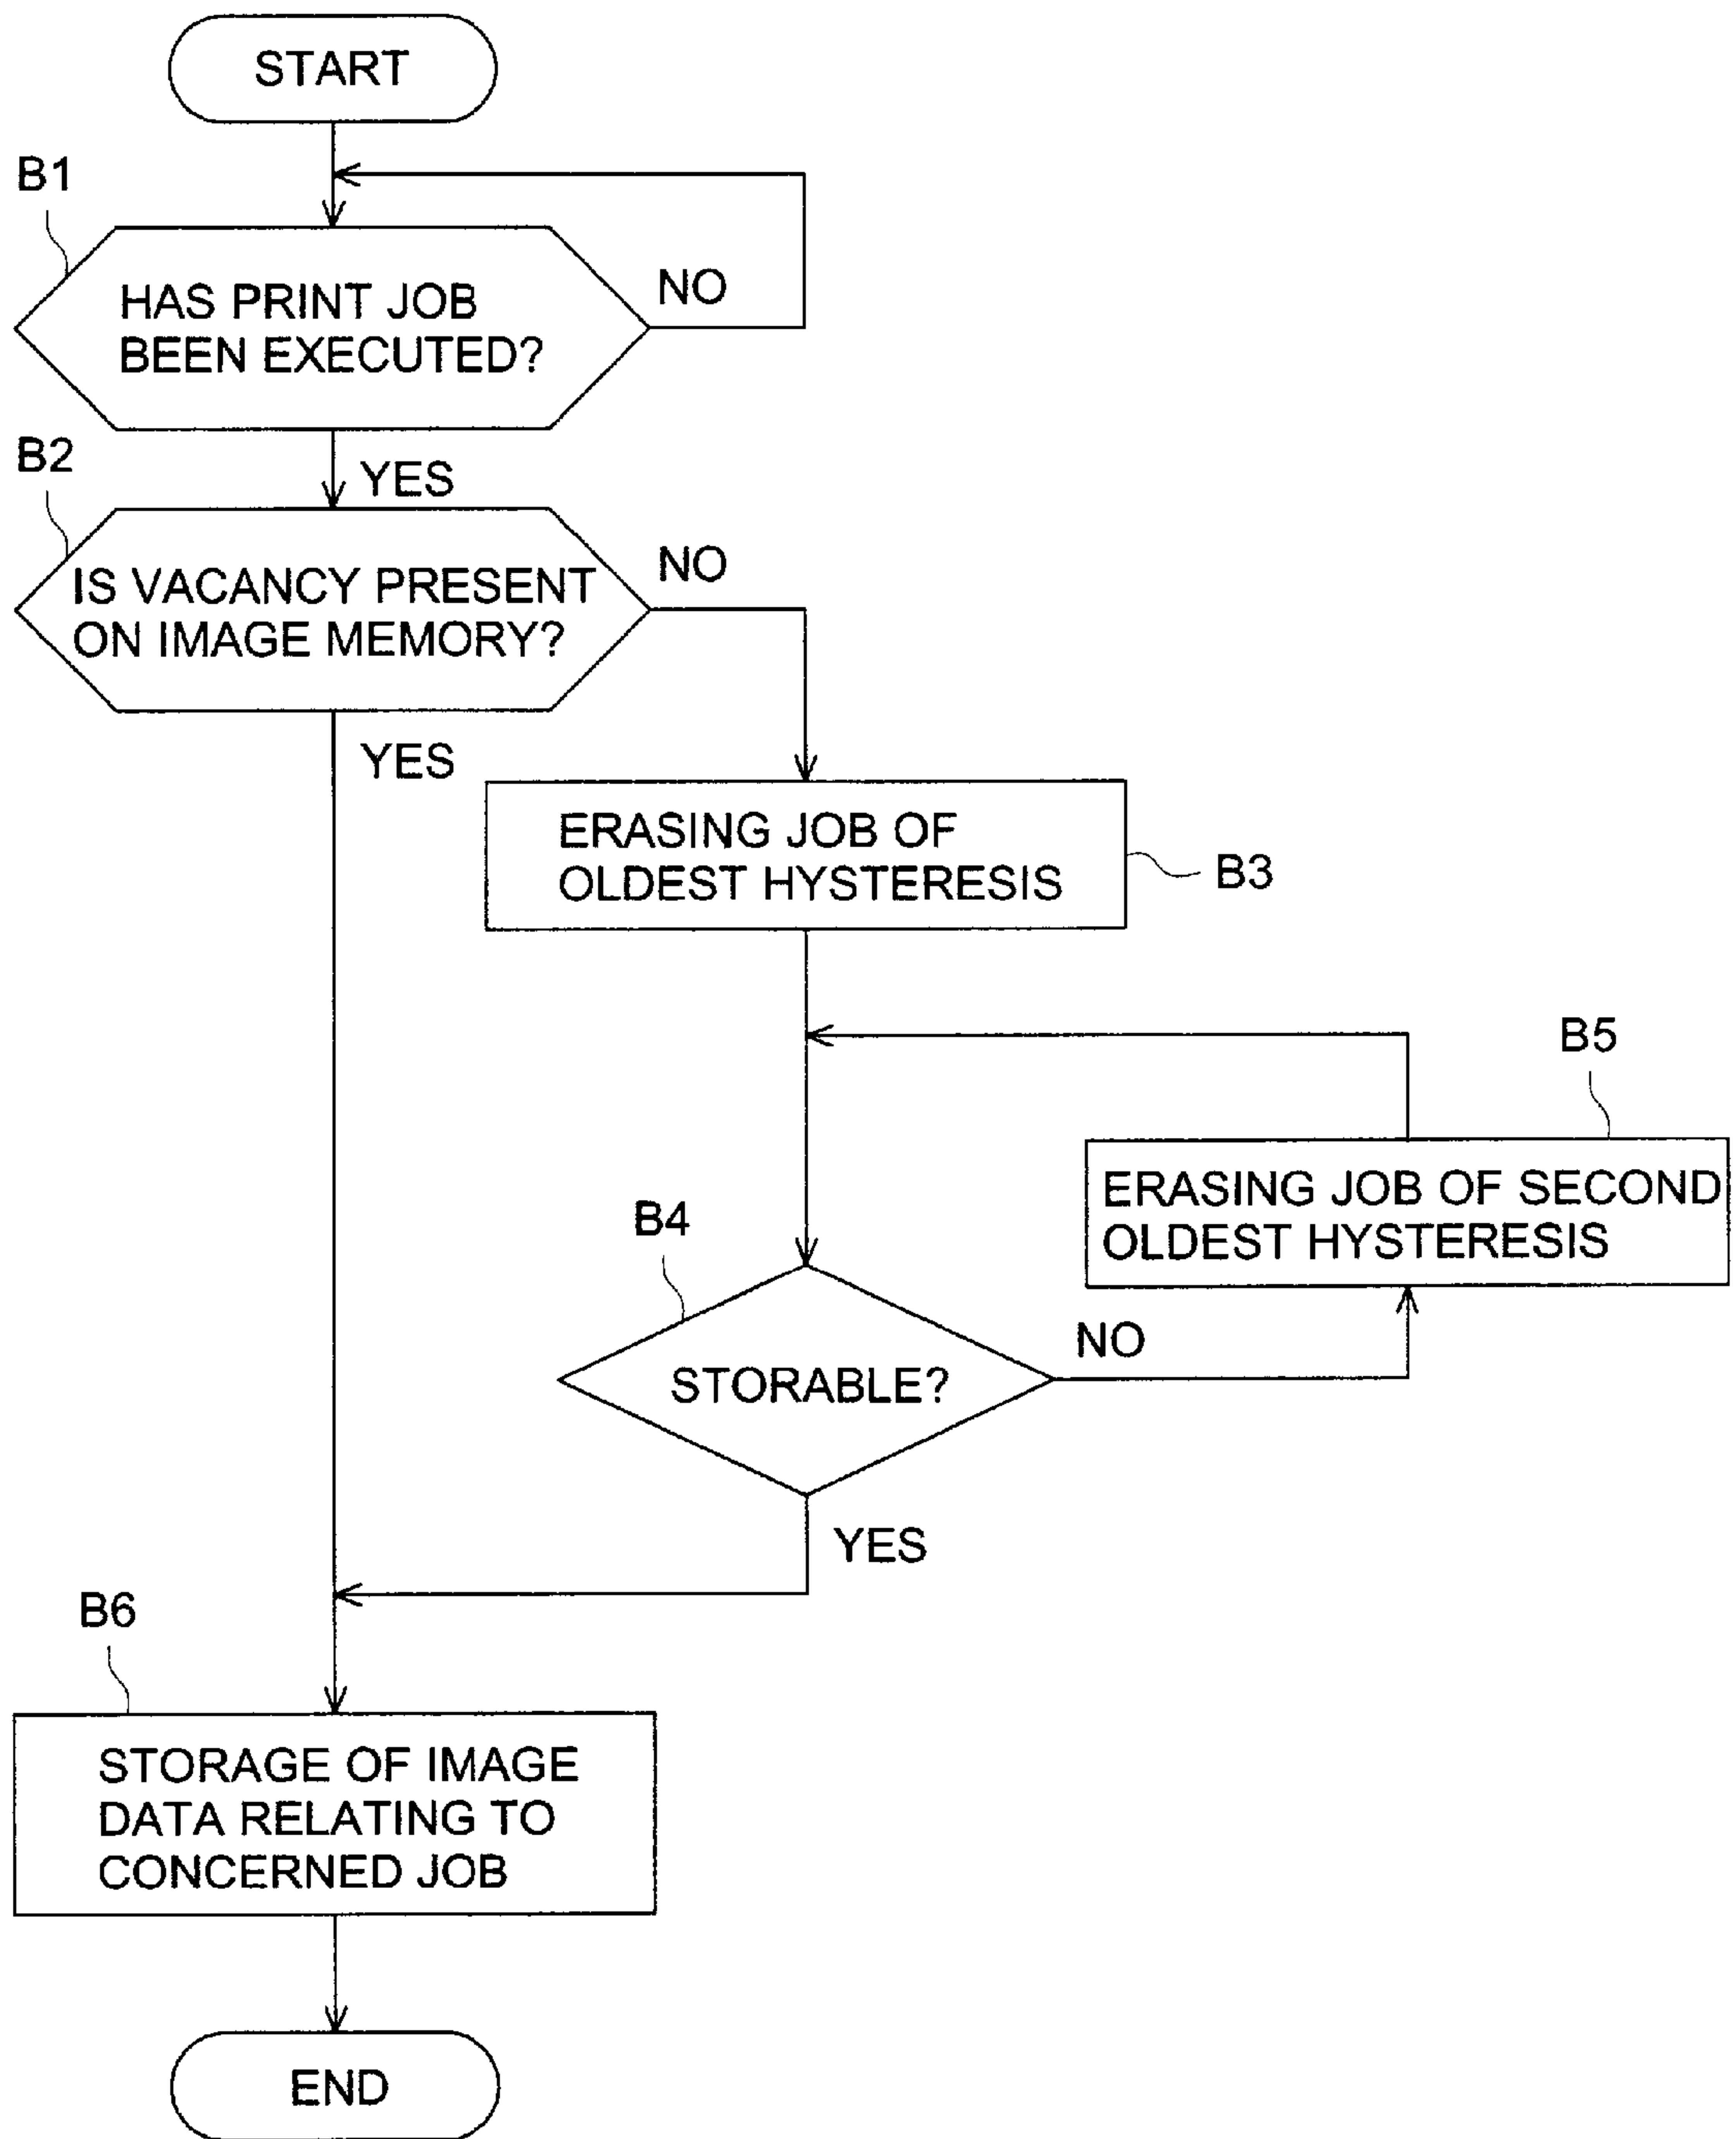 START
B1
HAS PRINT JOB
BEEN EXECUTED?
NO
B2
YES
IS VACANCY PRESENT
ON IMAGE MEMORY?
NO
YES
ERASING JOB OF
OLDEST HYSTERESIS
B3
B5
ERASING JOB OF SECOND
OLDEST HYSTERESIS
B4
STORABLE?
NO
YES
B6
STORAGE OF IMAGE
DATA RELATING TO
CONCERNED JOB
END